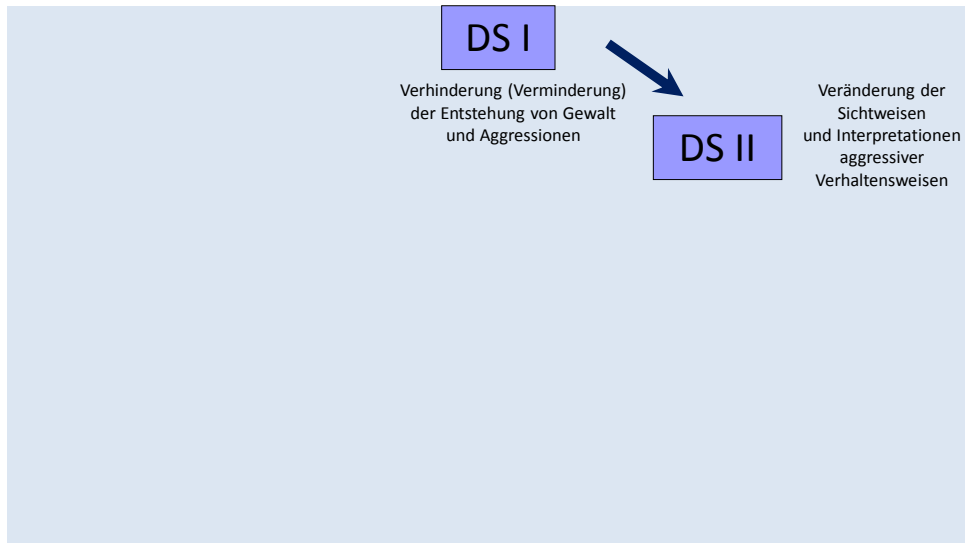 DS I
Verhinderung (Verminderung)
der Entstehung von Gewalt
und Aggressionen
DS II
Veränderung der
Sichtweisen
und Interpretationen
aggressiver
Verhaltensweisen